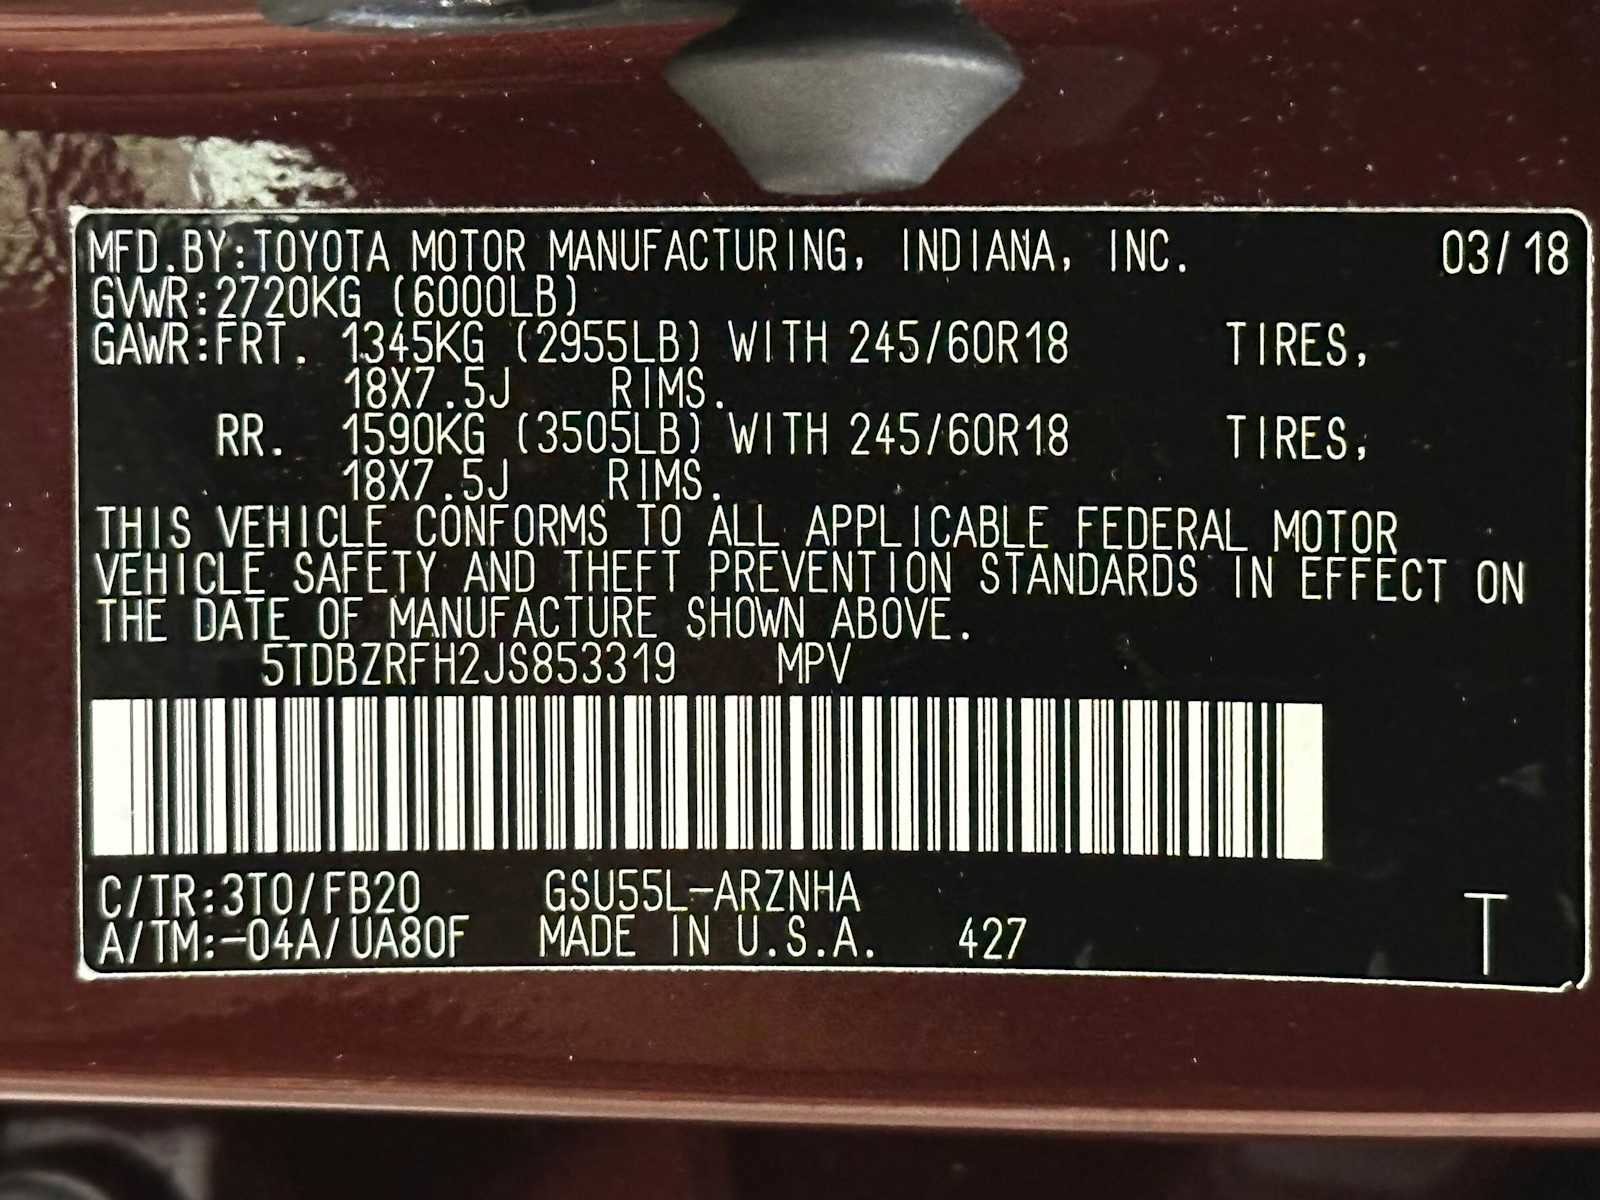 MFD.BY:TOYOTA MOTOR MANUFACTURING, INDIANA, INC. 03/18
GVWR:2720KG (6000LB)
GAWR:FRT. 1345KG (2955LB) WITH 245/60R18 TIRES,
18X7.5J RIMS.
RR. 1590KG (3505LB) WITH 245/60R18 TIRES,
18X7.5J RIMS.
THIS VEHICLE CONFORMS TO ALL APPLICABLE FEDERAL MOTOR
VEHICLE SAFETY AND THEFT PREVENTION STANDARDS IN EFFECT ON
THE DATE OF MANUFACTURE SHOWN ABOVE.
5TDBZRFH2JS853319 MPV
C/TR:3T0/FB20 GSU55L-ARZNHA
A/TM:-04A/UA80F MADE IN U.S.A. 427 T